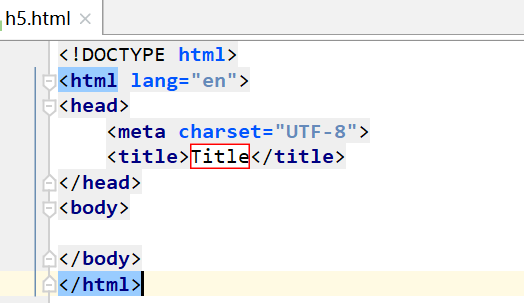 h5.html
<!DOCTYPE html>
<html lang="en">
<head>
    <meta charset="UTF-8">
    <title>Title</title>
</head>
<body>

</body>
</html>